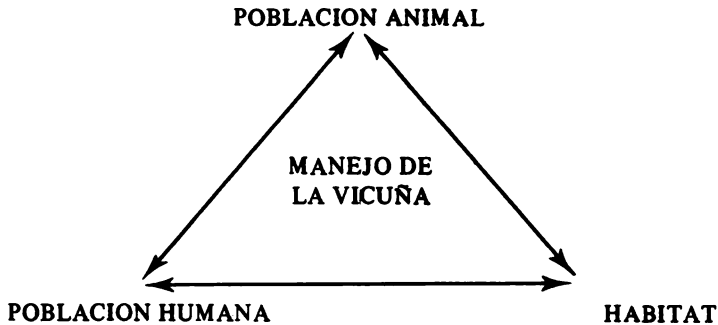 POBLACION ANIMAL
MANEJO DE
LA VICUÑA
POBLACION HUMANA
HABITAT